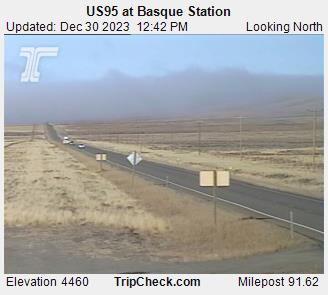 US95 at Basque Station
Updated: Dec 30 2023 12:42 PM Looking North
Elevation 4460 TripCheck.com Milepost 91.62